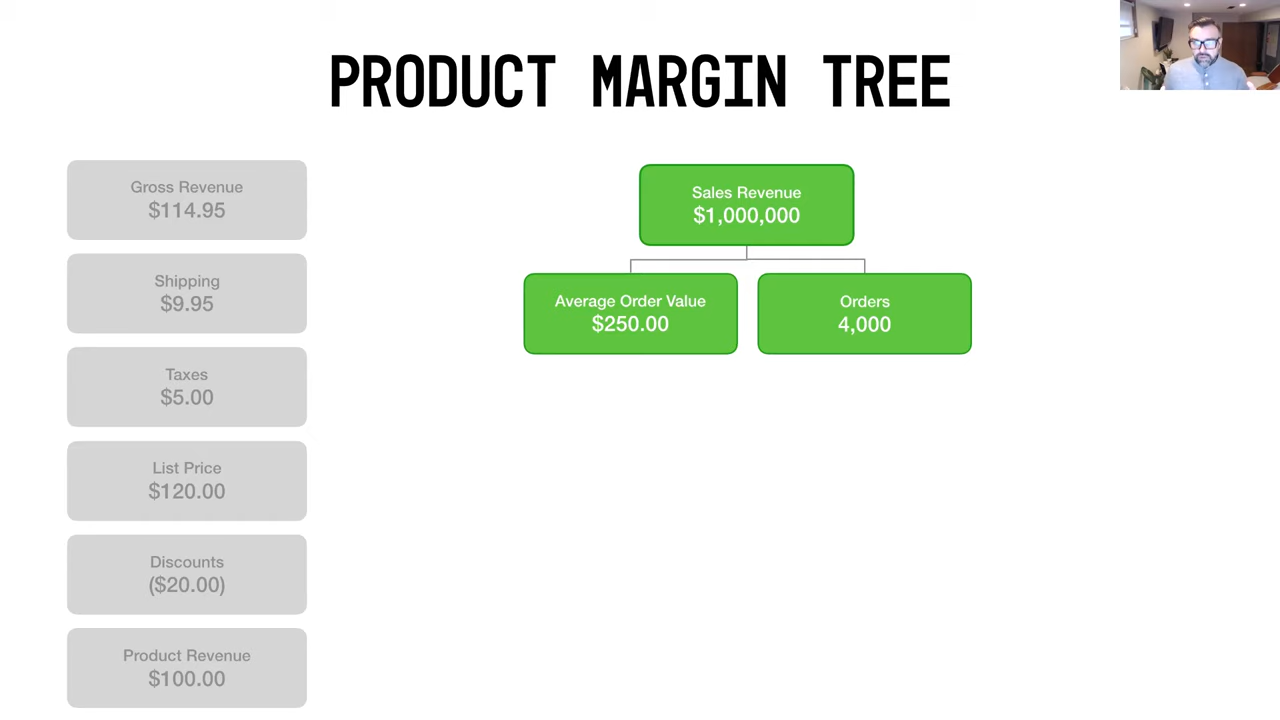 PRODUCT MARGIN TREE
Gross Revenue
$114.95
Shipping
$9.95
Taxes
$5.00
List Price
$120.00
Discounts
($20.00)
Product Revenue
$100.00
Sales Revenue
$1,000,000
Average Order Value
$250.00
Orders
4,000